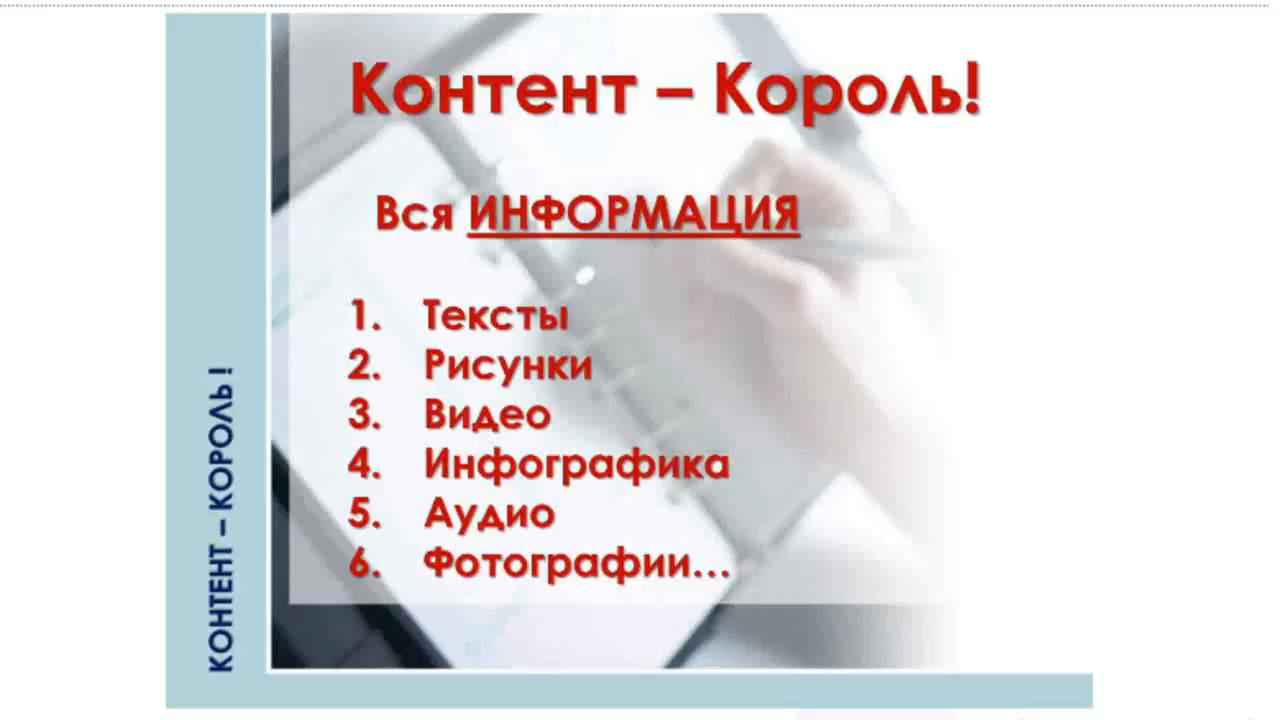 Контент – Король!
Вся ИНФОРМАЦИЯ
1. Тексты
2. Рисунки
3. Видео
4. Инфографика
5. Аудио
6. Фотографии...
КОНТЕНТ – КОРОЛЬ !